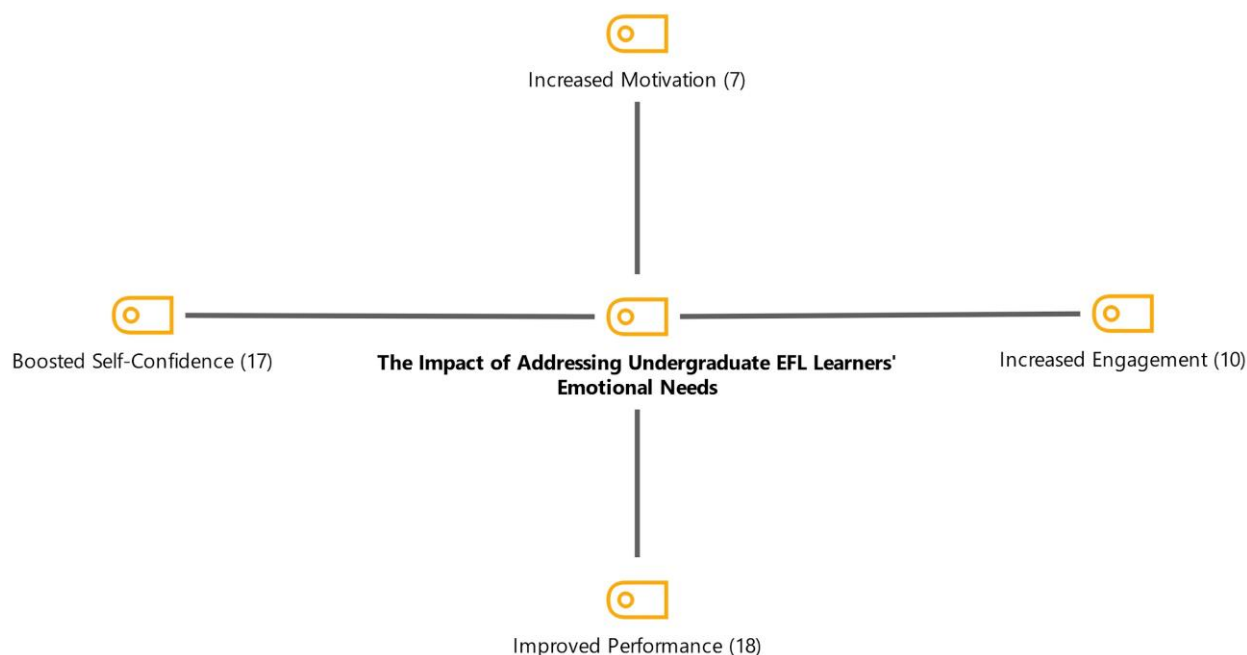 Increased Motivation (7)
Boosted Self-Confidence (17)
The Impact of Addressing Undergraduate EFL Learners'
Emotional Needs
Increased Engagement (10)
Improved Performance (18)